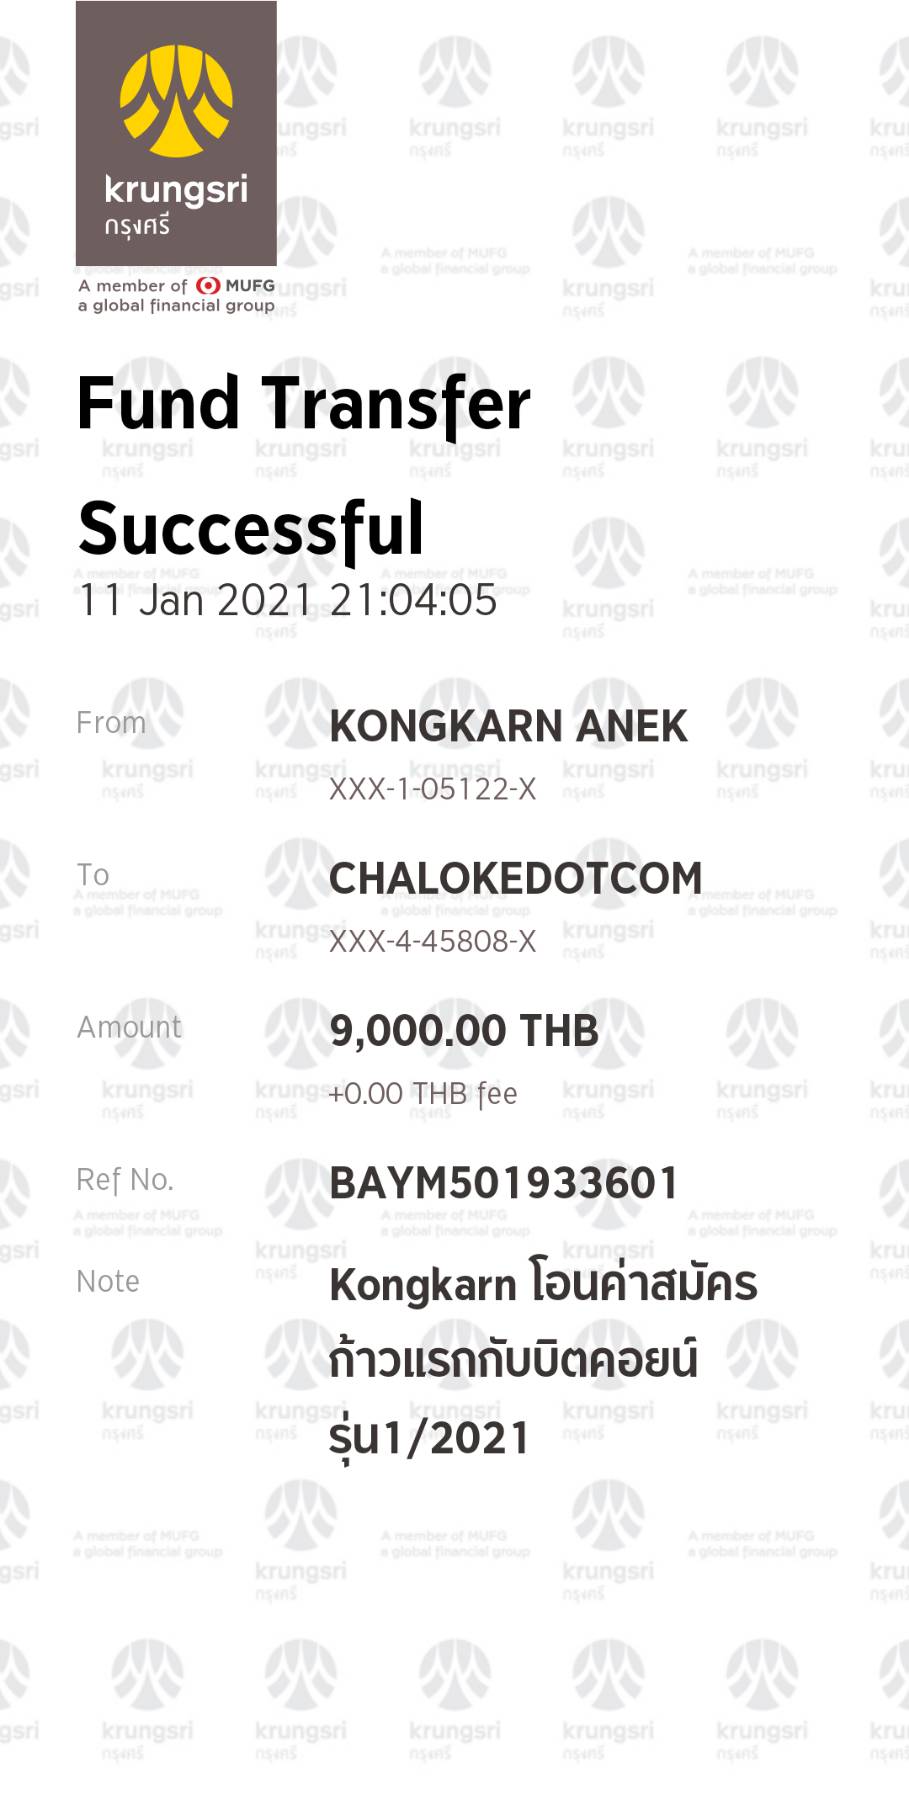 krungsri
กรุงศรี
A member of MUFG
a global financial group
Fund Transfer
Successful
11 Jan 2021 21:04:05
From
KONGKARN ANEK
XXX-1-05122-X
To
CHALOKEDOTCOM
XXX-4-45808-X
Amount
9,000.00 THB
+0.00 THB fee
Ref No.
BAYM501933601
Note
Kongkarn โอนค่าสมัคร
ก้าวแรกกับบิตคอยน์
รุ่น1/2021